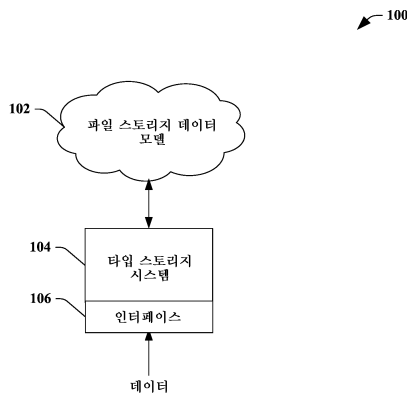 100
102
파일 스토리지 데이터
모델
104
타입 스토리지
시스템
106
인터페이스
데이터